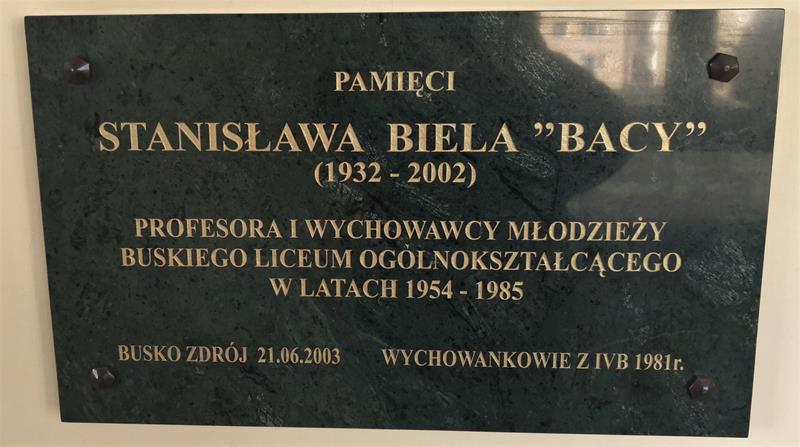 PAMIĘCI
STANISŁAWA BIELA ”BACY”
(1932 - 2002)
PROFESORA I WYCHOWAWCY MŁODZIEŻY
BUSKIEGO LICEUM OGÓLNOKSZTAŁCĄCEGO
W LATACH 1954 - 1985
BUSKO ZDRÓJ 21.06.2003 WYCHOWANKOWIE Z IVB 1981r.